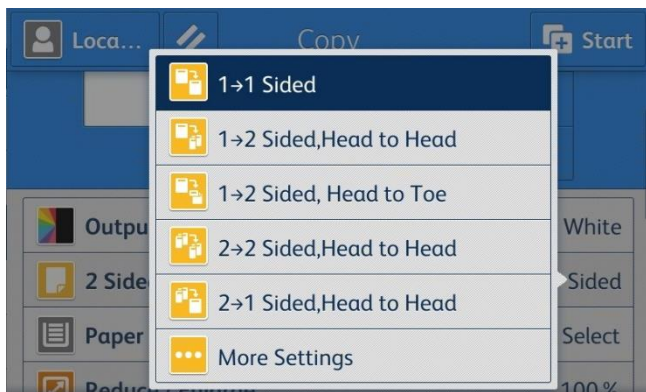 Loca... Copy Start
1→1 Sided
1→2 Sided,Head to Head
1→2 Sided, Head to Toe
2→2 Sided,Head to Head
2→1 Sided,Head to Head
More Settings
Outpu White
2 Side Sided
Paper Select
100 %